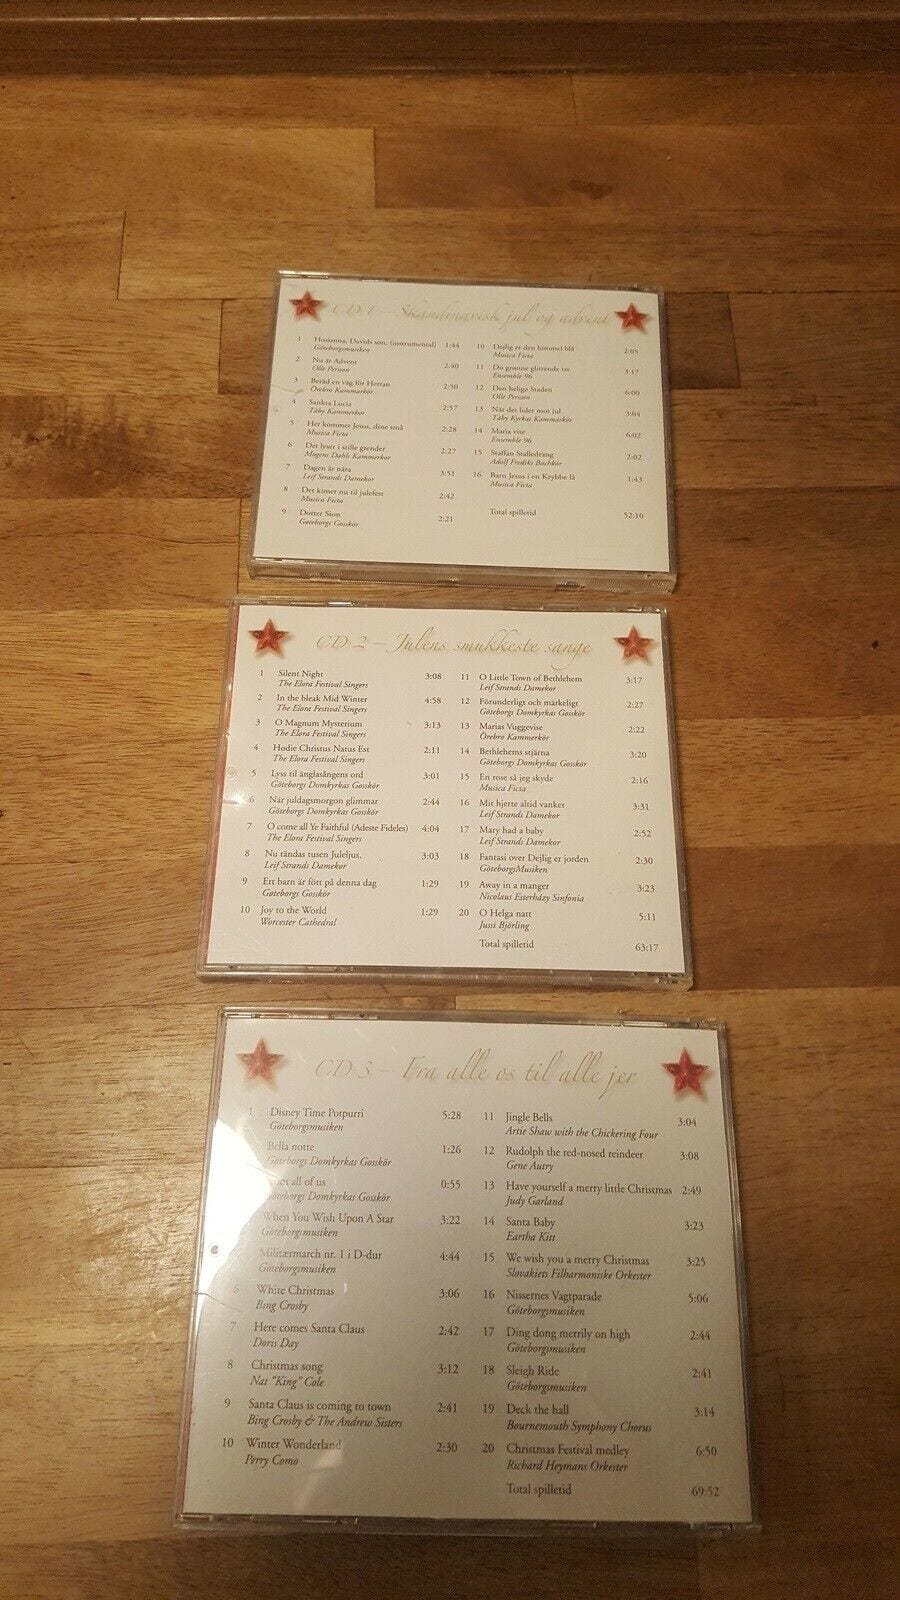 CD 1 – Skandinavisk jul og advent
1 Hosianna, Davids søn, (instrumental) 1:44
Göteborgsmusiken
2 Nu är Advent 2:40
Olle Persson
3 Beräd en väg för Herran 2:50
Örebro Kammarkör
4 Sankta Lucia 2:57
Täby Kammerkor
5 Her kommer Jesus, dine små 2:28
Musica Ficta
6 Det lyser i stille grender 2:27
Mogens Dahls Kammerkor
7 Dagen är nära 3:51
Leif Strands Damekor
8 Det kimer nu til julefest 2:42
Musica Ficta
9 Dotter Sion 2:21
Gøteborgs Gosskör
10 Dejlig er den himmel blå 2:05
Musica Ficta
11 Du grønne glittrende tre 3:17
Ensemble 96
12 Den heliga Staden 6:00
Olle Persson
13 När det lider mot jul 3:04
Täby Kyrkas Kammarkör
14 Maria vise 6:02
Ensemble 96
15 Staffan Stalledräng 2:02
Adolf Fredriks Bachkör
16 Barn Jesus i en Krybbe lå 1:43
Musica Ficta
Total spilletid 52:10
CD 2 – Julens smukkeste sange
1 Silent Night 3:08
The Elora Festival Singers
2 In the bleak Mid Winter 4:58
The Elora Festival Singers
3 O Magnum Mysterium 3:13
The Elora Festival Singers
4 Hodie Christus Natus Est 2:11
The Elora Festival Singers
5 Lyss til änglasångens ord 3:01
Göteborgs Domkyrkas Gosskör
6 När juldagsmorgon glimmar 2:44
Göteborgs Domkyrkas Gosskör
7 O come all Ye Faithful (Adeste Fideles) 4:04
The Elora Festival Singers
8 Nu tändas tusen Juleljus, 3:03
Leif Strands Damekor
9 Ett barn är fött på denna dag 1:29
Gøteborgs Gosskör
10 Joy to the World 1:29
Worcester Cathedral
11 O Little Town of Bethlehem 3:17
Leif Strands Damekor
12 Förunderligt och märkeligt 2:27
Göteborgs Domkyrkas Gosskör
13 Marias Vuggevise 2:22
Örebro Kammerkör
14 Bethlehems stjärna 3:20
Göteborgs Domkyrkas Gosskör
15 En rose så jeg skyde 2:16
Musica Ficta
16 Mit hjerte altid vanker 3:31
Leif Strands Damekor
17 Mary had a baby 2:52
Leif Strands Damekor
18 Fantasi over Dejlig er jorden 2:30
GöteborgsMusiken
19 Away in a manger 3:23
Nicolaus Esterházy Sinfonia
20 O Helga natt 5:11
Jussi Björling
Total spilletid 63:17
CD 3 – Fra alle os til alle jer
1 Disney Time Potpurri 5:28
Göteborgsmusiken
Bella notte 1:26
Göteborgs Domkyrkas Gosskör
all of us 0:55
Göteborgs Domkyrkas Gosskör
When You Wish Upon A Star 3:22
Göteborgsmusiken
Militærmarch nr. 1 i D-dur 4:44
Göteborgsmusiken
6 White Christmas 3:06
Bing Crosby
7 Here comes Santa Claus 2:42
Doris Day
8 Christmas song 3:12
Nat "King" Cole
9 Santa Claus is coming to town 2:41
Bing Crosby & The Andrew Sisters
10 Winter Wonderland 2:30
Perry Como
11 Jingle Bells 3:04
Artie Shaw with the Chickering Four
12 Rudolph the red-nosed reindeer 3:08
Gene Autry
13 Have yourself a merry little Christmas 2:49
Judy Garland
14 Santa Baby 3:23
Eartha Kitt
15 We wish you a merry Christmas 3:25
Slovakiets Filharmoniske Orkester
16 Nissernes Vagtparade 5:06
Göteborgsmusiken
17 Ding dong merrily on high 2:44
Göteborgsmusiken
18 Sleigh Ride 2:41
Göteborgsmusiken
19 Deck the hall 3:14
Bournemouth Symphony Chorus
20 Christmas Festival medley 6:50
Richard Heymans Orkester
Total spilletid 69:52